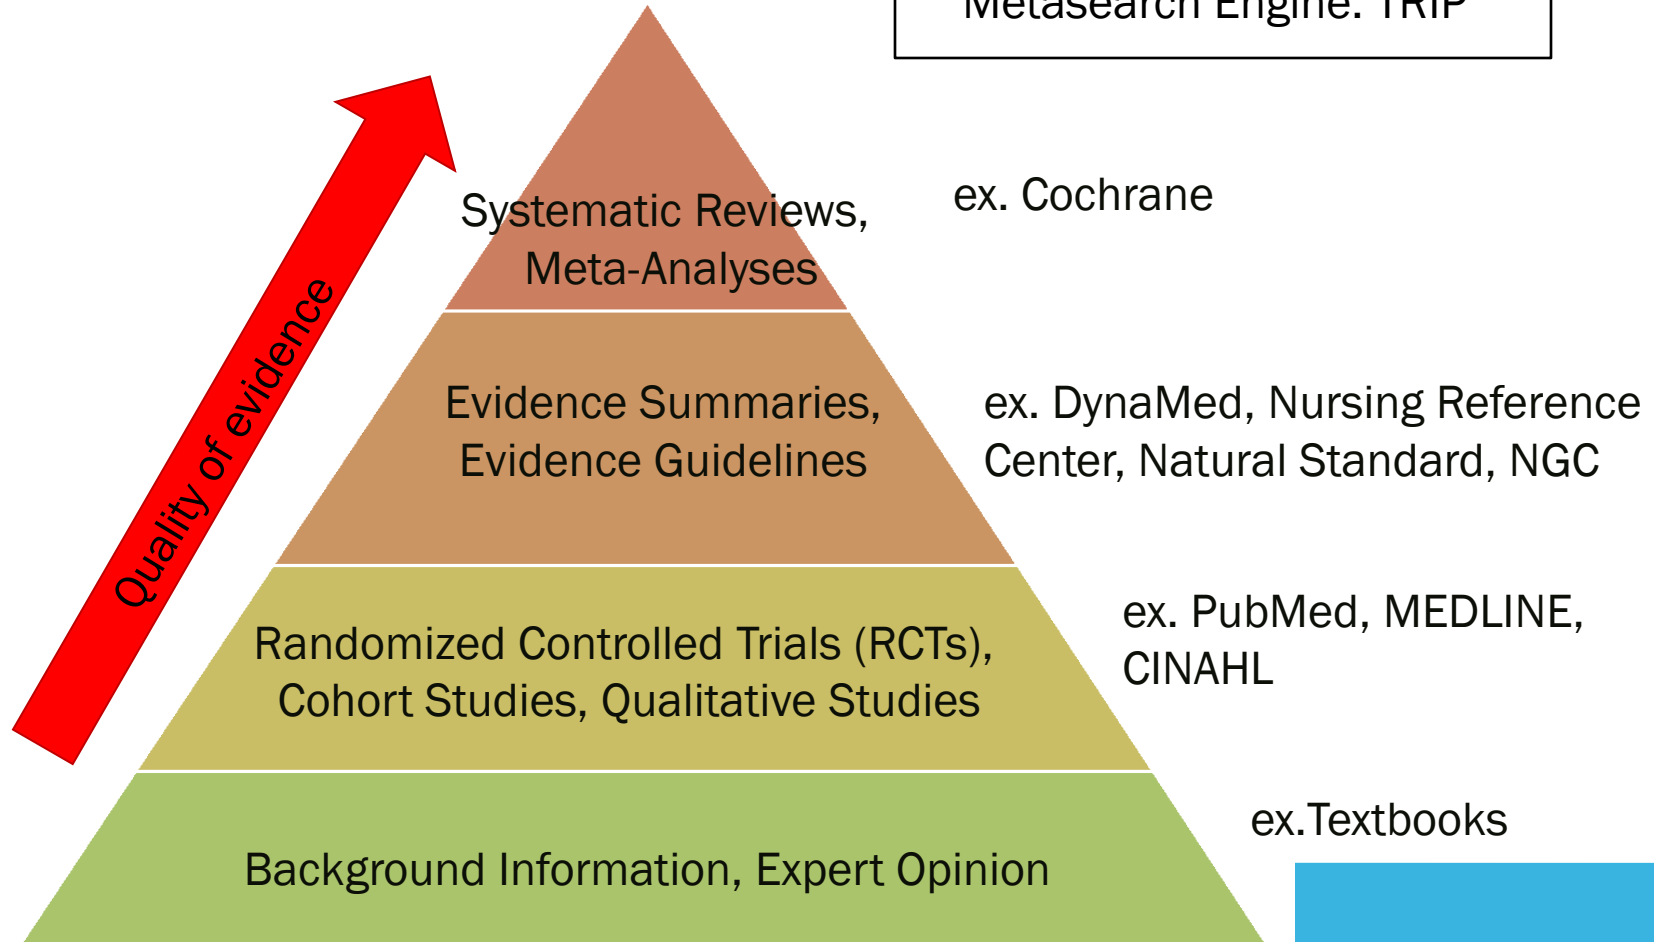 Metasearch Engine: TRIP
Systematic Reviews,
Meta-Analyses
ex. Cochrane
Quality of evidence
Evidence Summaries,
Evidence Guidelines
ex. DynaMed, Nursing Reference
Center, Natural Standard, NGC
Randomized Controlled Trials (RCTs),
Cohort Studies, Qualitative Studies
ex. PubMed, MEDLINE,
CINAHL
Background Information, Expert Opinion
ex.Textbooks